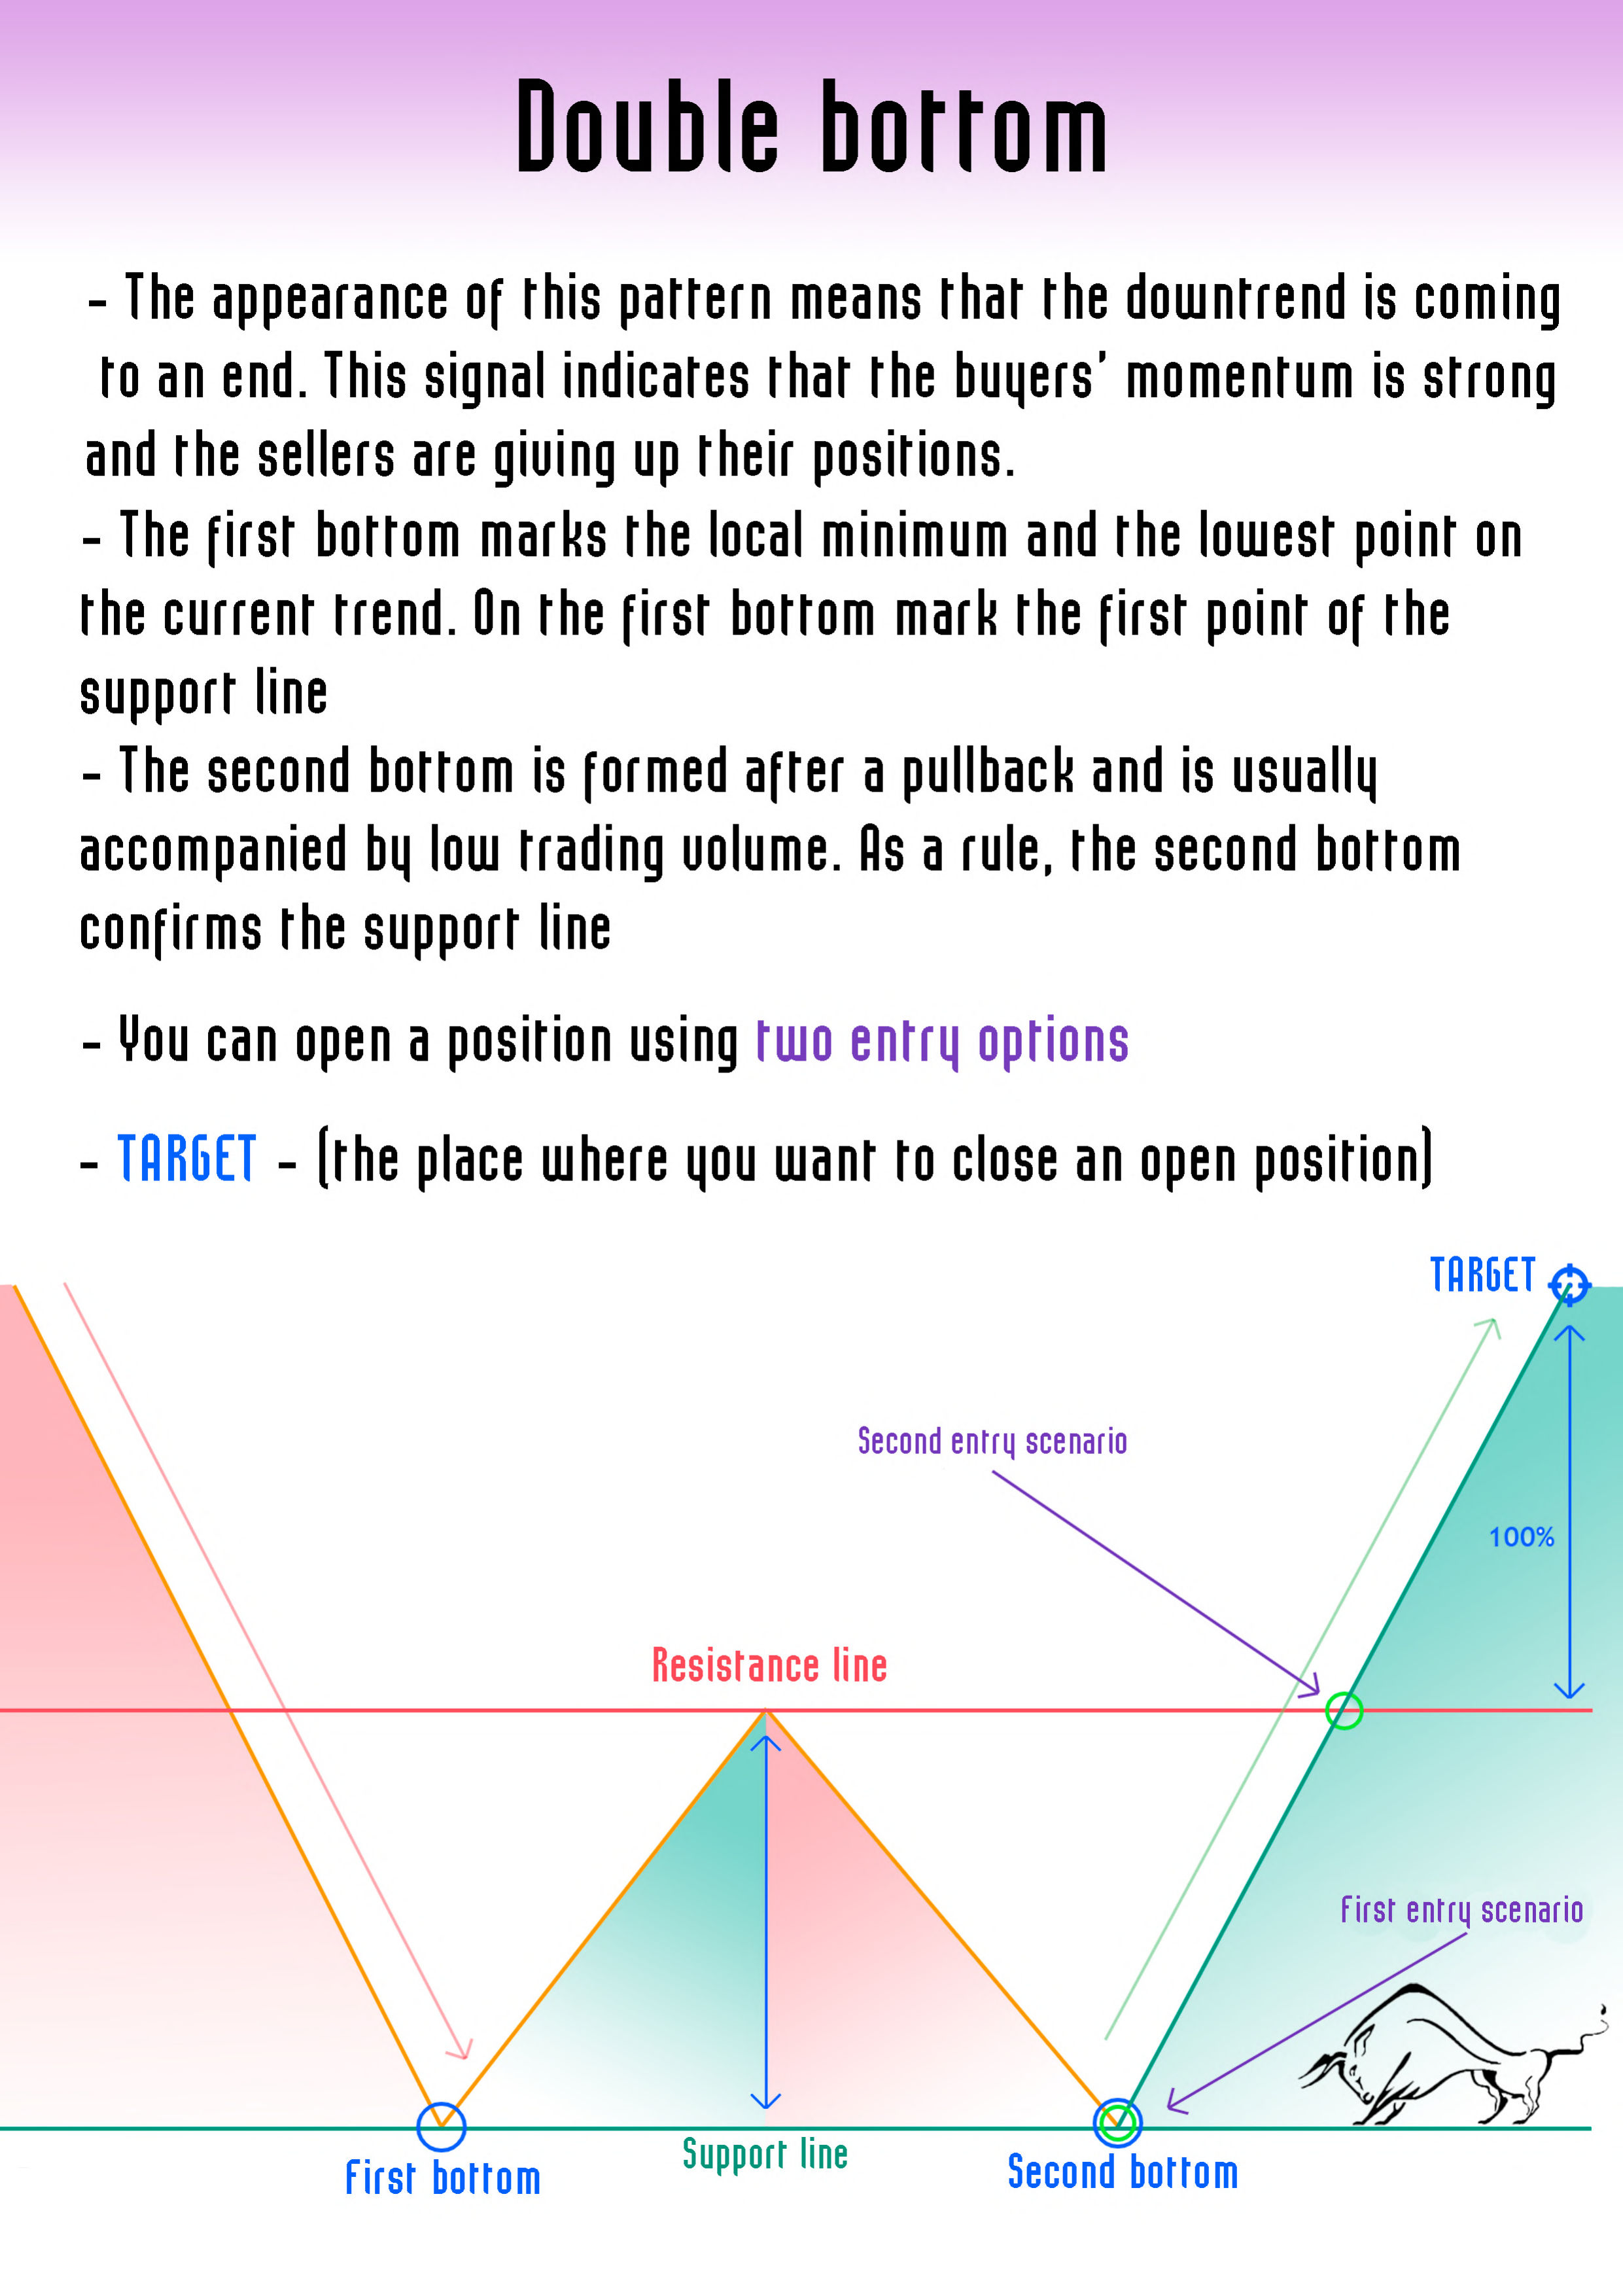 Double bottom
- The appearance of this pattern means that the downtrend is coming
to an end. This signal indicates that the buyers' momentum is strong
and the sellers are giving up their positions.
- The first bottom marks the local minimum and the lowest point on
the current trend. On the first bottom mark the first point of the
support line
- The second bottom is formed after a pullback and is usually
accompanied by low trading volume. As a rule, the second bottom
confirms the support line
- You can open a position using two entry options
- TARGET - (the place where you want to close an open position)
TARGET
Second entry scenario
100%
Resistance line
First entry scenario
Support line
First bottom
Second bottom